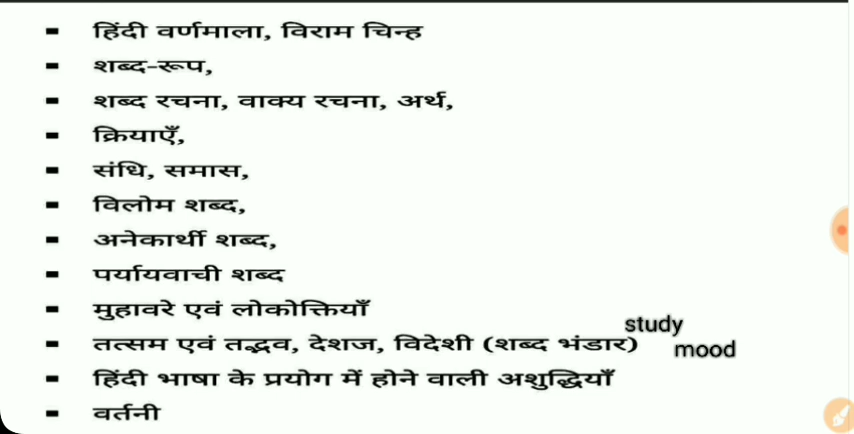 हिंदी वर्णमाला, विराम चिन्ह
शब्द-रूप,
शब्द रचना, वाक्य रचना, अर्थ,
क्रियाएँ,
संधि, समास,
विलोम शब्द,
अनेकार्थी शब्द,
पर्यायवाची शब्द
मुहावरे एवं लोकोक्तियाँ
study
तत्सम एवं तद्भव, देशज, विदेशी (शब्द भंडार)
mood
हिंदी भाषा के प्रयोग में होने वाली अशुद्धियाँ
वर्तनी